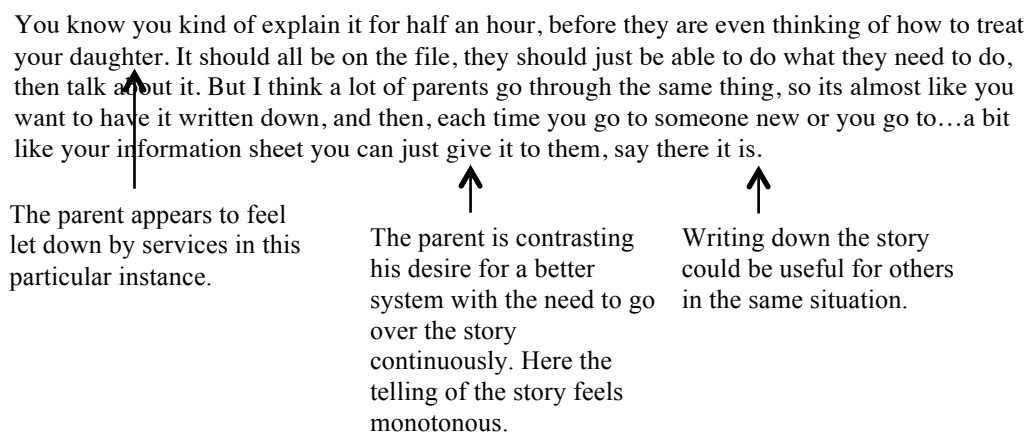 You know you kind of explain it for half an hour, before they are even thinking of how to treat
your daughter. It should all be on the file, they should just be able to do what they need to do,
then talk about it. But I think a lot of parents go through the same thing, so its almost like you
want to have it written down, and then, each time you go to someone new or you go to…a bit
like your information sheet you can just give it to them, say there it is.
The parent appears to feel
let down by services in this
particular instance.
The parent is contrasting
his desire for a better
system with the need to go
over the story
continuously. Here the
telling of the story feels
monotonous.
Writing down the story
could be useful for others
in the same situation.